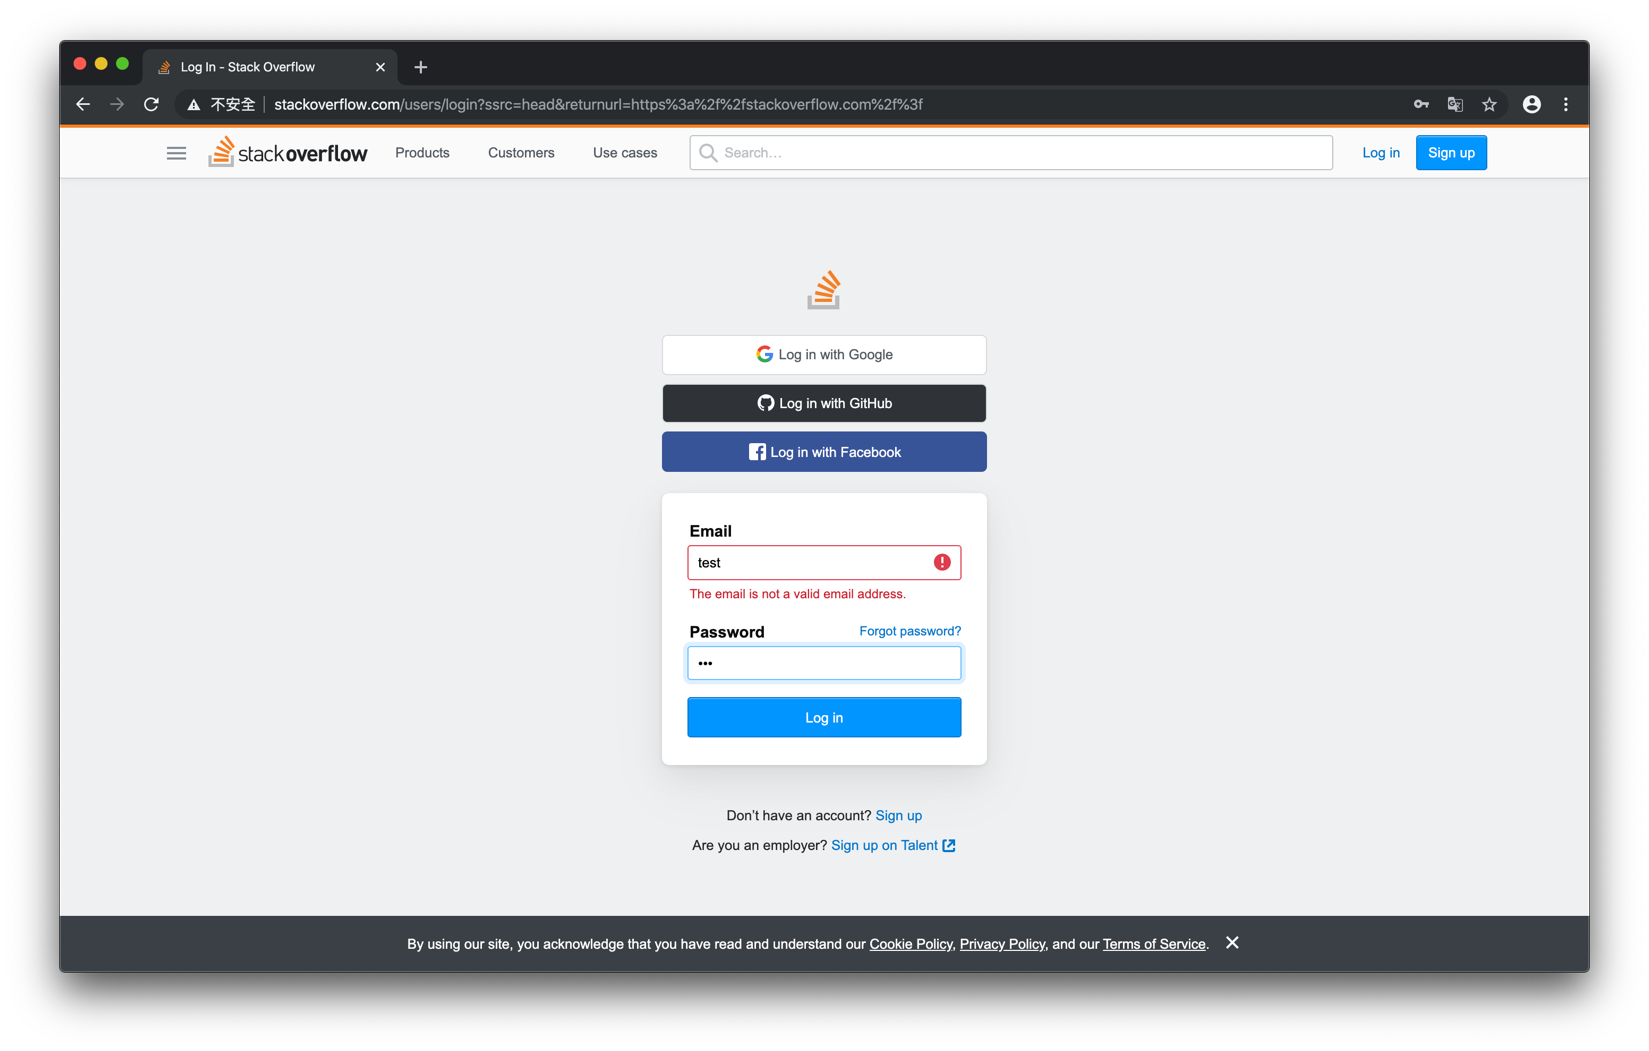 Log In - Stack Overflow
不安全 stackoverflow.com/users/login?ssrc=head&returnurl=https%3a%2f%2fstackoverflow.com%2f%3f
stackoverflow Products Customers Use cases Search... Log in Sign up
Log in with Google
Log in with GitHub
Log in with Facebook
Email
test
The email is not a valid email address.
Password Forgot password?
•••
Log in
Don't have an account? Sign up
Are you an employer? Sign up on Talent
By using our site, you acknowledge that you have read and understand our Cookie Policy, Privacy Policy, and our Terms of Service.